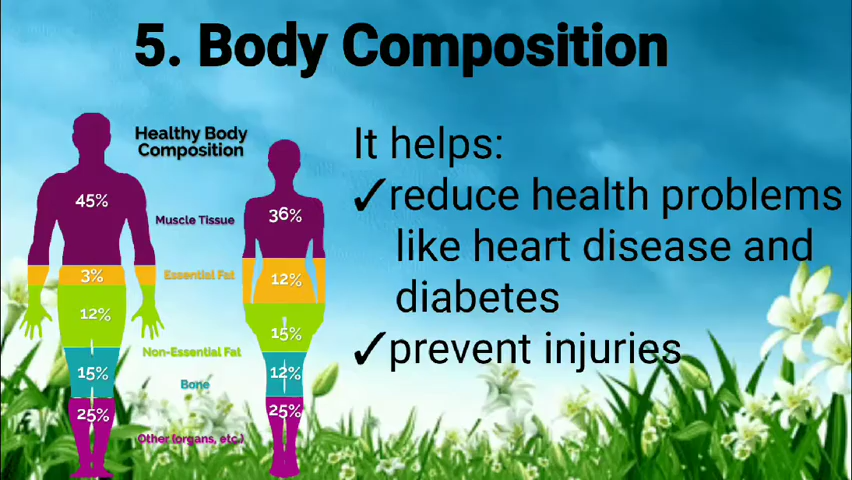 5. Body Composition
Healthy Body
Composition
45%
Muscle Tissue
36%
3%
Essential Fat
12%
12%
15%
Non-Essential Fat
15%
Bone
12%
25%
25%
Other (organs, etc.)
It helps:
✓reduce health problems
like heart disease and
diabetes
✓prevent injuries